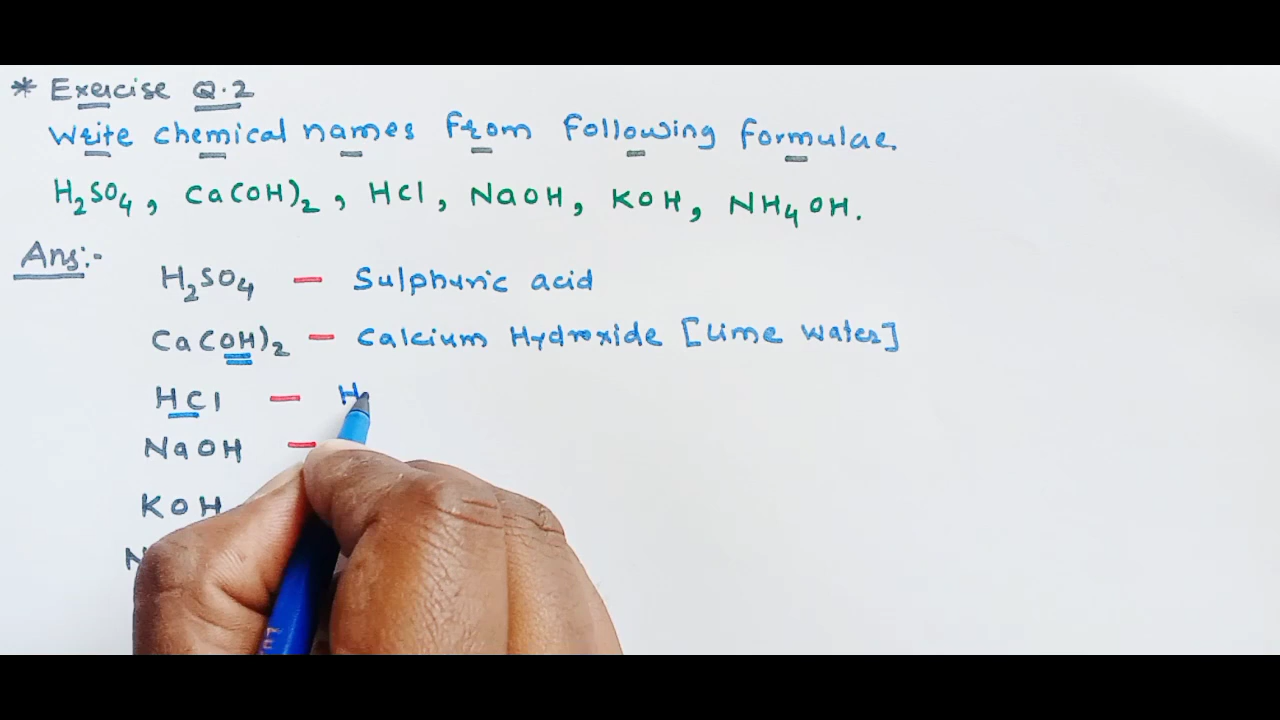 * Exercise Q.2
Write chemical names from following formulae.
H₂SO₄, Ca(OH)₂, HCl, NaOH, KOH, NH₄OH.
Ans:-
H₂SO₄ — Sulphuric acid
Ca(OH)₂ — Calcium Hydroxide [Lime Water]
HCl — H
NaOH —
KOH
N